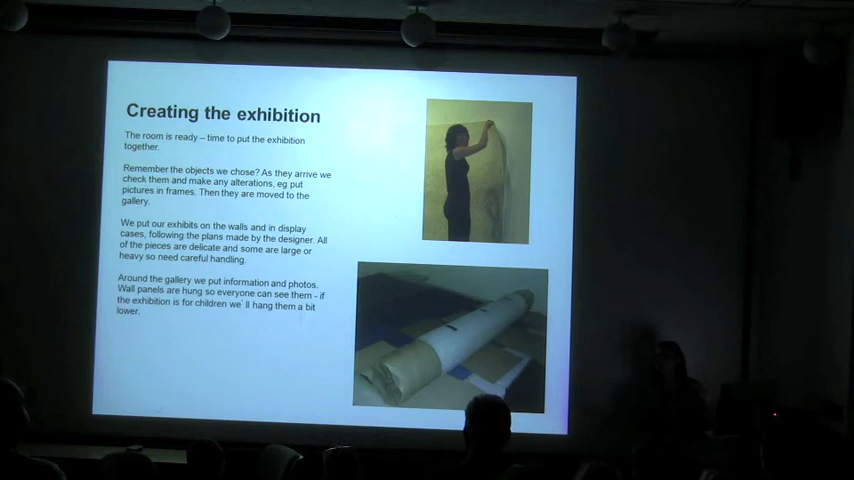 Creating the exhibition
The room is ready – time to put the exhibition
together.
Remember the objects we chose? As they arrive we
check them and make any alterations, eg put
pictures in frames. Then they are moved to the
gallery.
We put our exhibits on the walls and in display
cases, following the plans made by the designer. All
of the pieces are delicate and some are large or
heavy so need careful handling.
Around the gallery we put information and photos.
Wall panels are hung so everyone can see them - if
the exhibition is for children we' ll hang them a bit
lower.